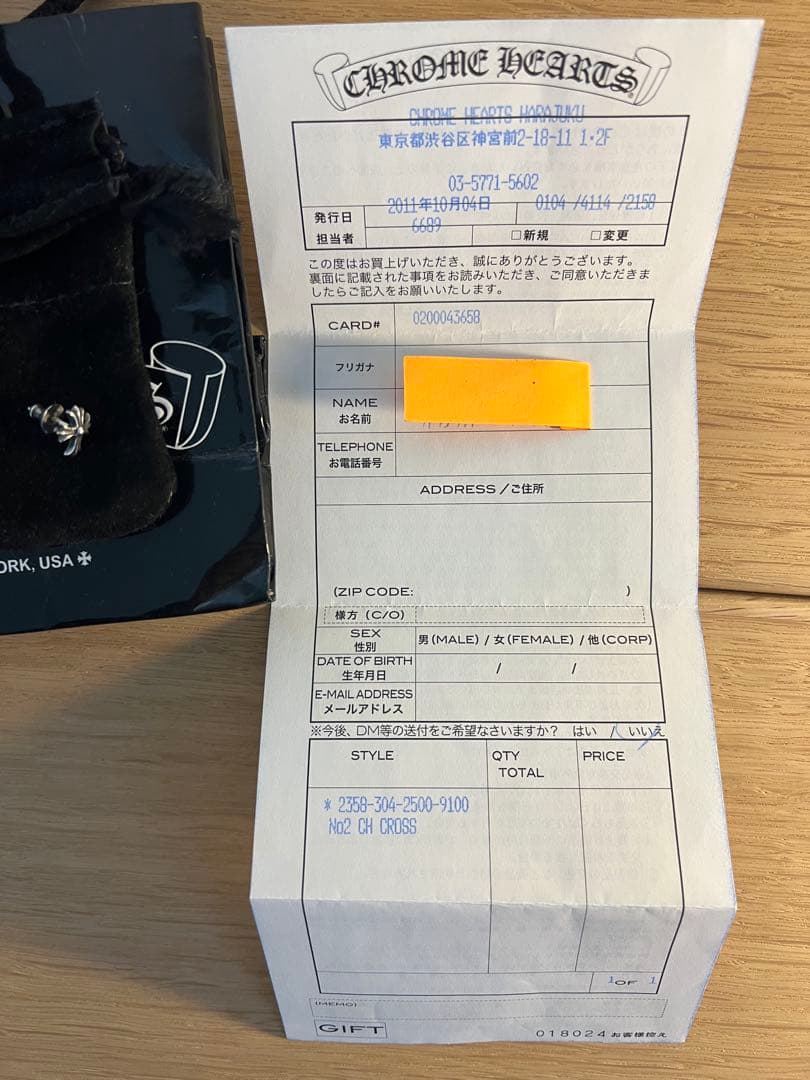 CHROME HEARTS
CHROME HEARTS HARAJUKU
東京都渋谷区神宮前2-18-11 1・2F
03-5771-5602
発行日 2011年10月04日 0104 /4114 /2158
担当者 6689 □新規 □変更
この度はお買上げいただき、誠にありがとうございます。
裏面に記載された事項をお読みいただき、ご同意いただきま
したらご記入をお願いいたします。
CARD# 0200043658
フリガナ
NAME
お名前
TELEPHONE
お電話番号
ADDRESS/ご住所
(ZIP CODE: )
様方 (C/O)
SEX
性別
男(MALE) / 女(FEMALE) / 他(CORP)
DATE OF BIRTH
生年月日
/ /
E-MAIL ADDRESS
メールアドレス
※今後、DM等の送付をご希望なさいますか? はい / いいえ
STYLE QTY PRICE
TOTAL
* 2358-304-2500-9100
No2 CH CROSS
1 OF 1
(MEMO)
GIFT
018024 お客様控え
ORK, USA